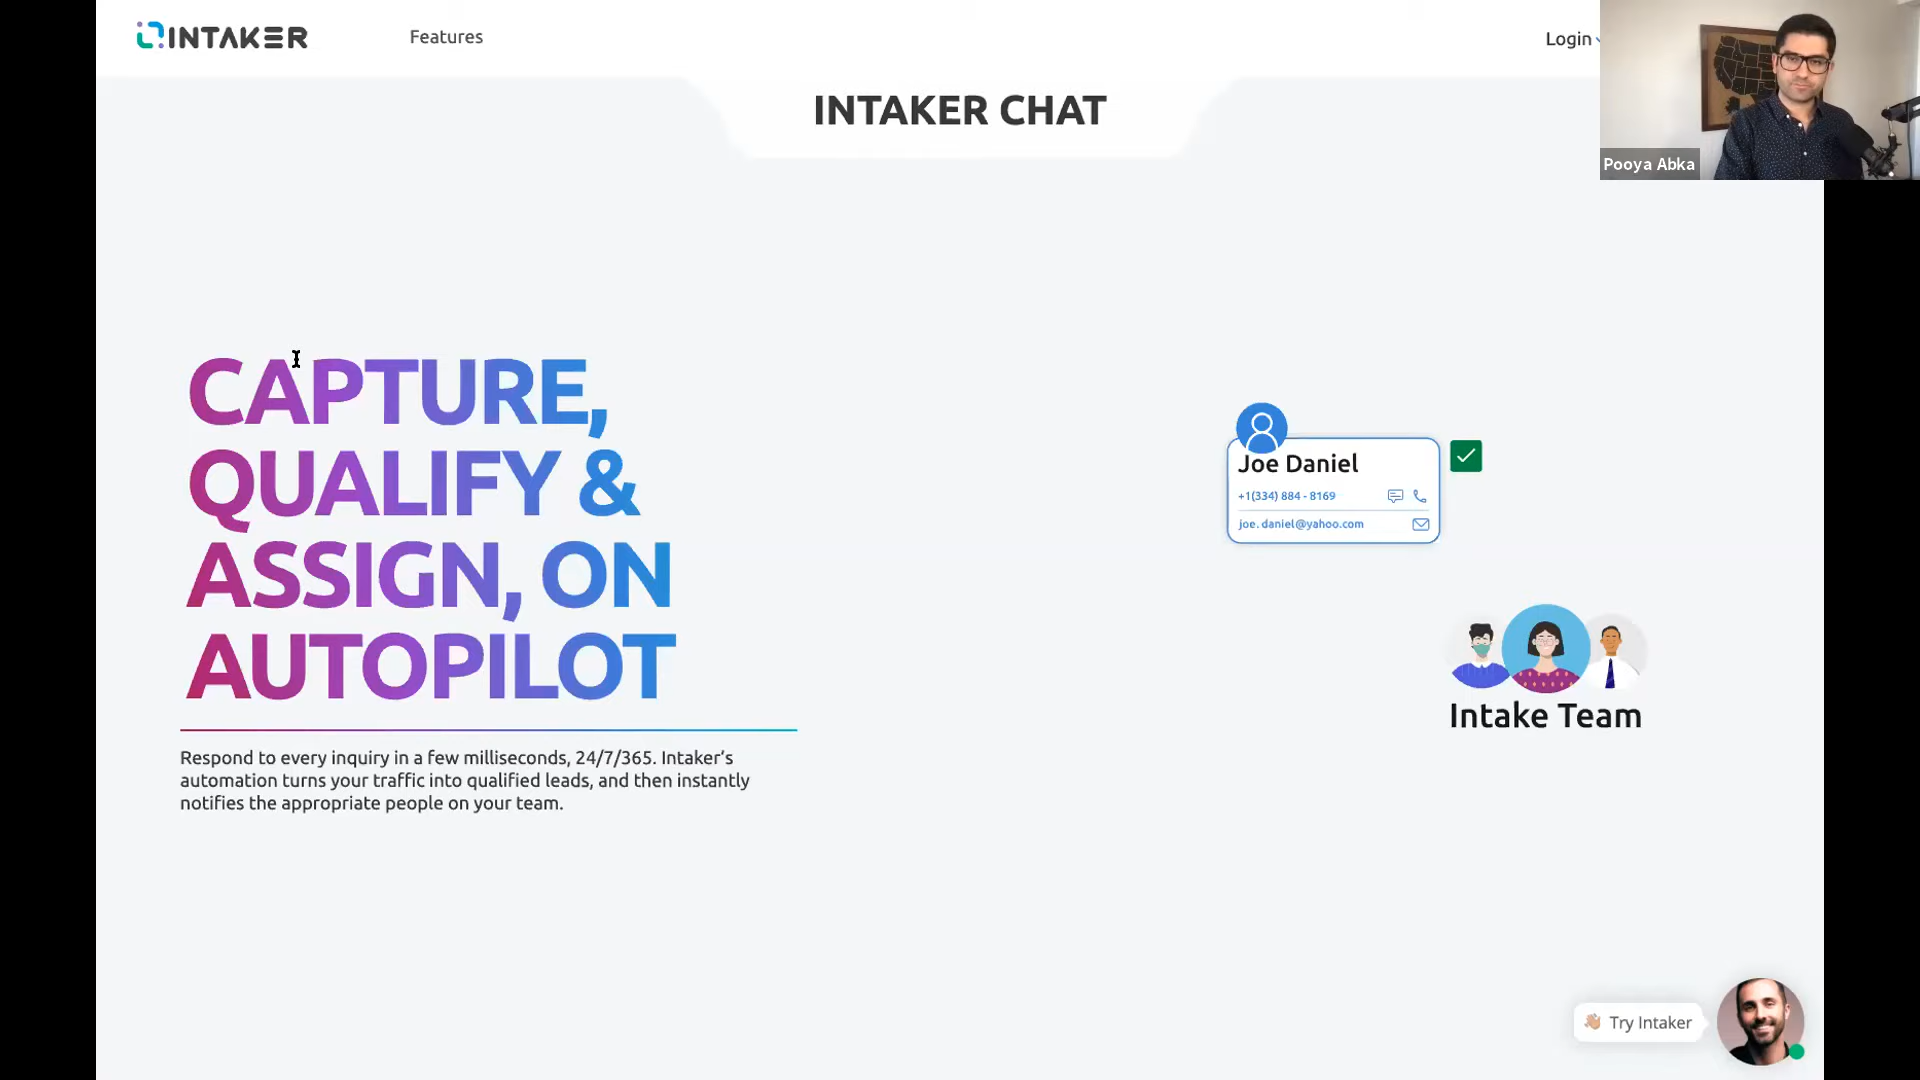 INTAKER
Features
Login
INTAKER CHAT
Pooya Abka
CAPTURE,
QUALIFY &
ASSIGN, ON
AUTOPILOT
Respond to every inquiry in a few milliseconds, 24/7/365. Intaker’s
automation turns your traffic into qualified leads, and then instantly
notifies the appropriate people on your team.
Joe Daniel
+1(334) 884 - 8169
joe. daniel@yahoo.com
Intake Team
👋🏼 Try Intaker